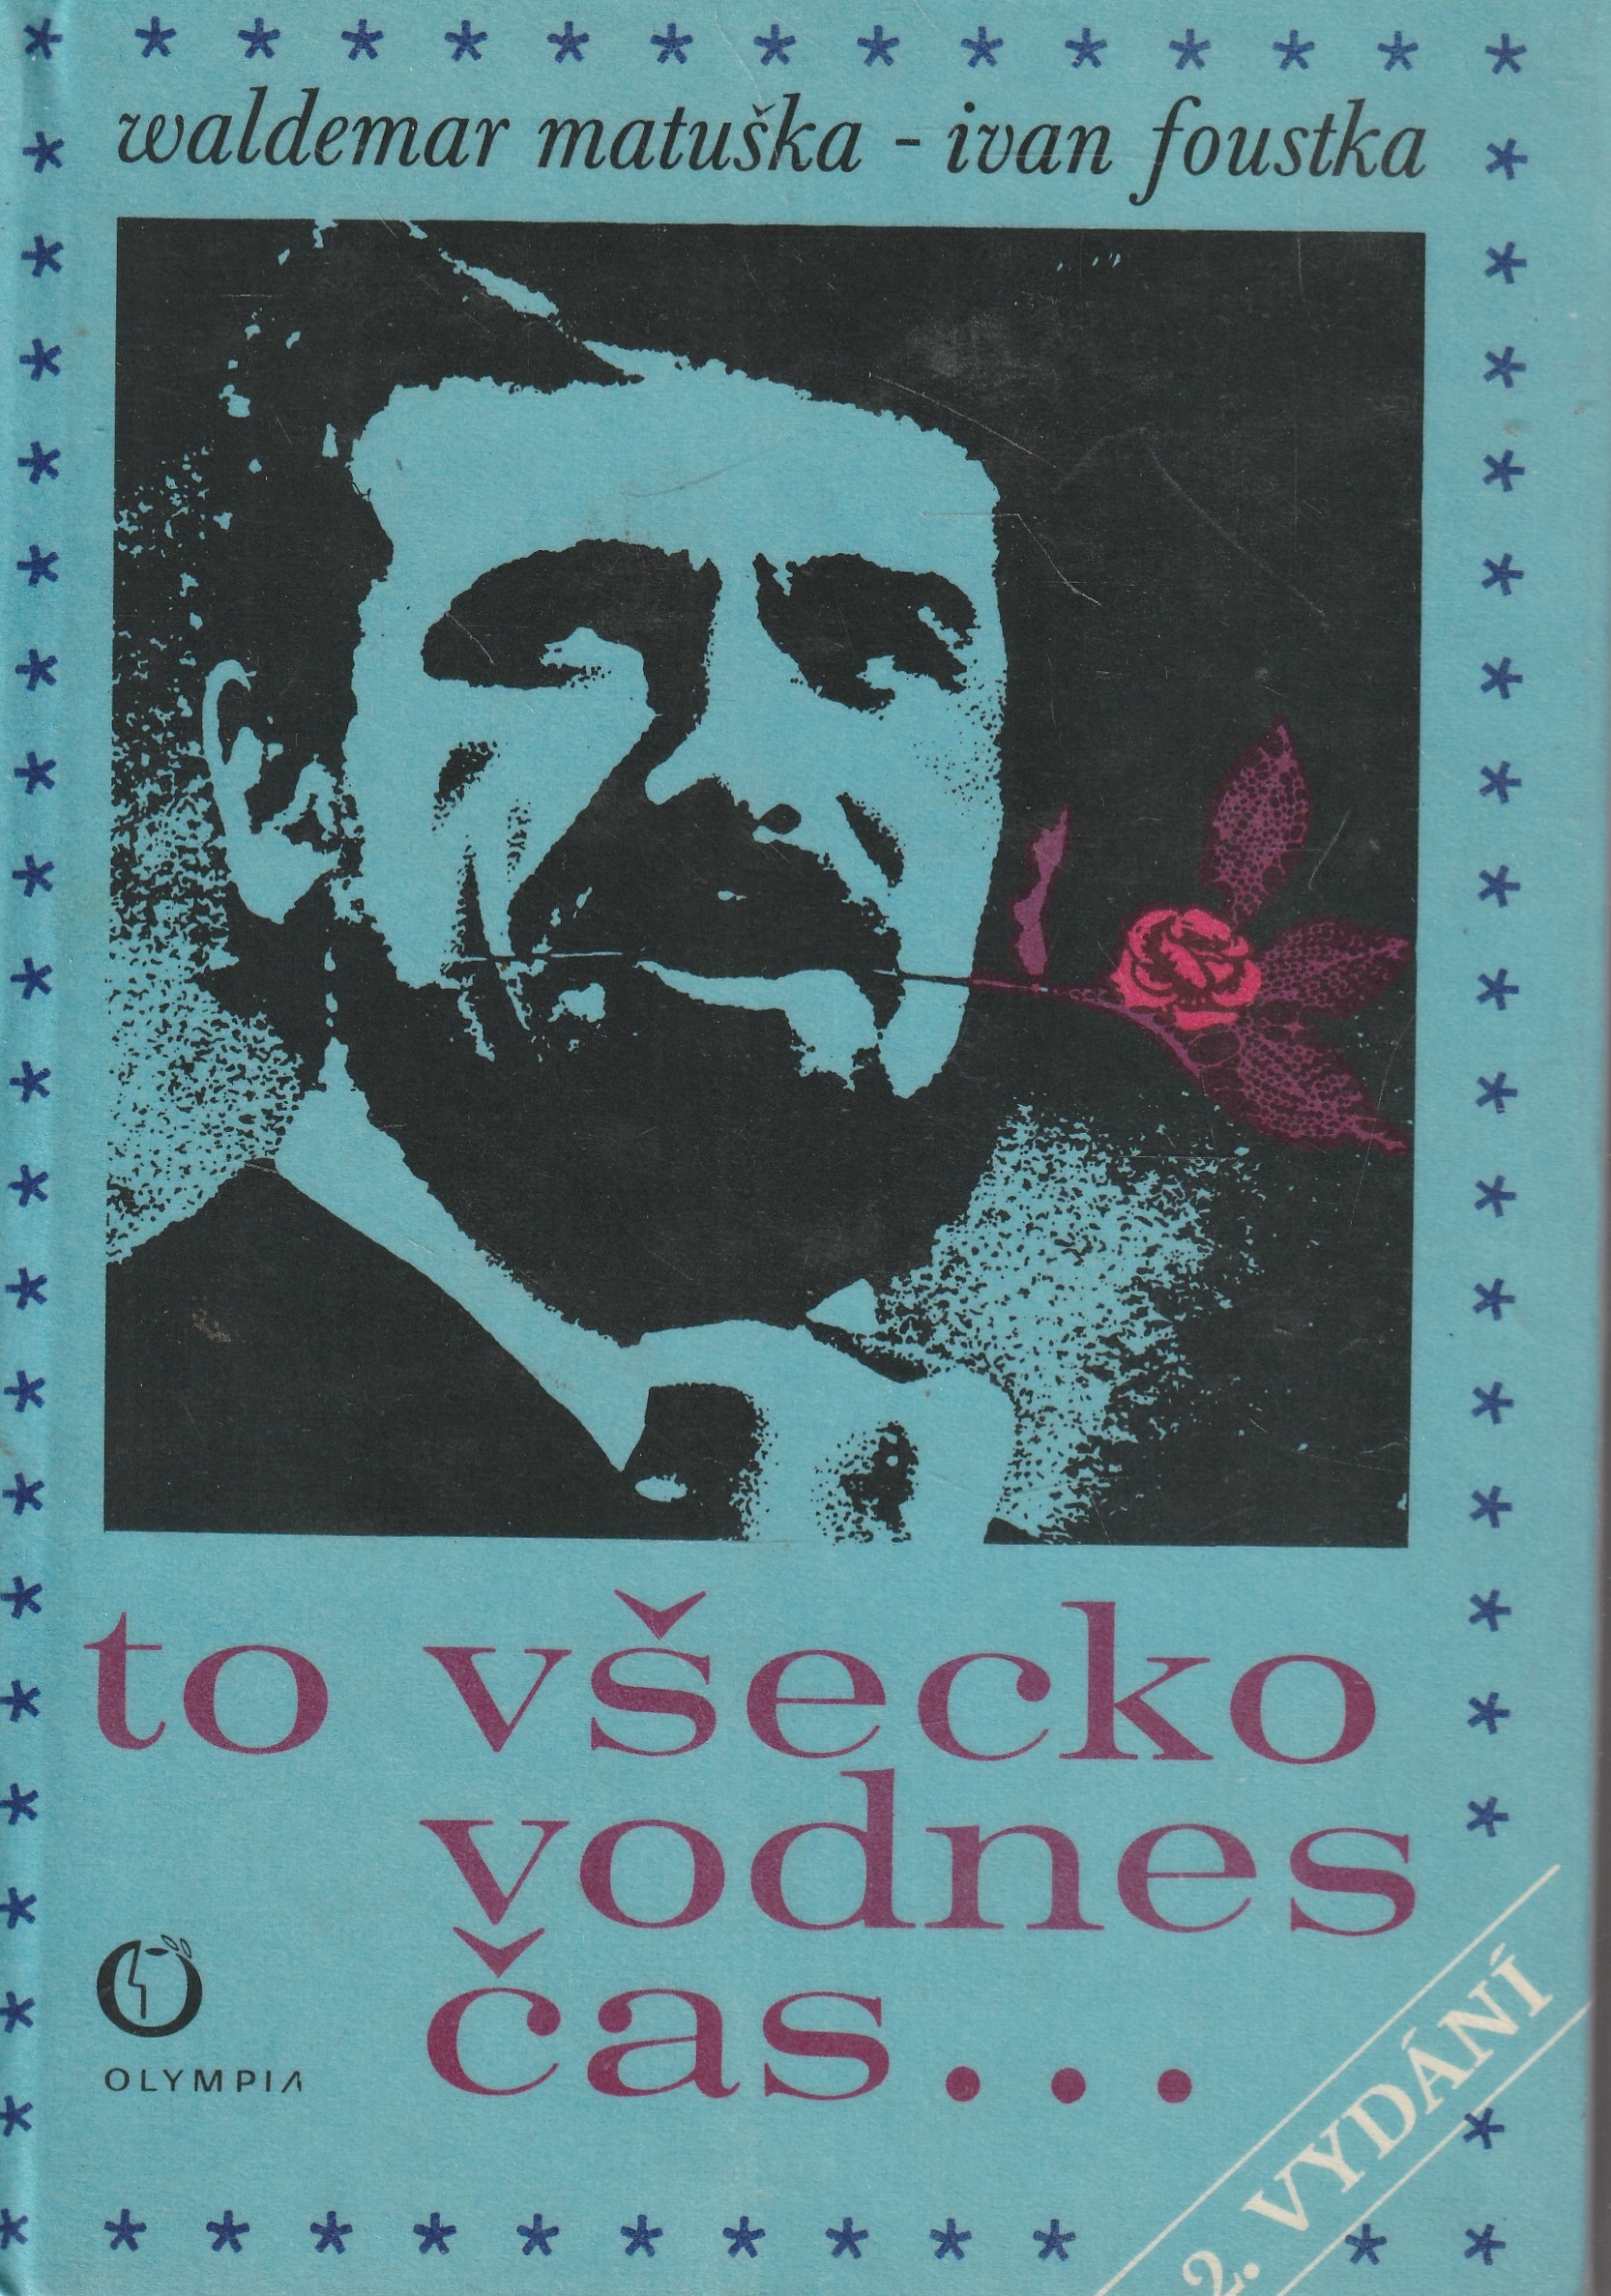 waldemar matuška - ivan foustka
to všecko
vodnes
čas...
OLYMPIA
2. VYDÁNÍ